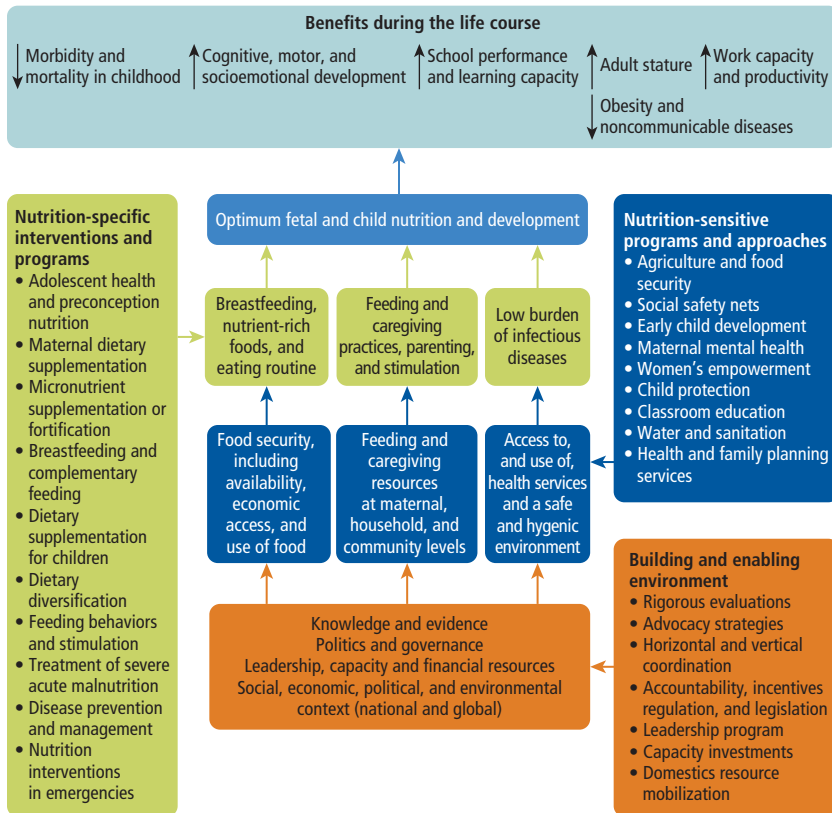 Benefits during the life course
Morbidity and
mortality in childhood
Cognitive, motor, and
socioemotional development
School performance
and learning capacity
Adult stature
Work capacity
and productivity
Obesity and
noncommunicable diseases
Nutrition-specific
interventions and
programs
• Adolescent health
and preconception
nutrition
• Maternal dietary
supplementation
• Micronutrient
supplementation or
fortification
• Breastfeeding and
complementary
feeding
• Dietary
supplementation
for children
• Dietary
diversification
• Feeding behaviors
and stimulation
• Treatment of severe
acute malnutrition
• Disease prevention
and management
• Nutrition
interventions
in emergencies
Optimum fetal and child nutrition and development
Breastfeeding,
nutrient-rich
foods, and
eating routine
Feeding and
caregiving
practices, parenting,
and stimulation
Low burden
of infectious
diseases
Food security,
including
availability,
economic
access, and
use of food
Feeding and
caregiving
resources
at maternal,
household, and
community levels
Access to,
and use of,
health services
and a safe
and hygenic
environment
Knowledge and evidence
Politics and governance
Leadership, capacity and financial resources
Social, economic, political, and environmental
context (national and global)
Nutrition-sensitive
programs and approaches
• Agriculture and food
security
• Social safety nets
• Early child development
• Maternal mental health
• Women's empowerment
• Child protection
• Classroom education
• Water and sanitation
• Health and family planning
services
Building and enabling
environment
• Rigorous evaluations
• Advocacy strategies
• Horizontal and vertical
coordination
• Accountability, incentives
regulation, and legislation
• Leadership program
• Capacity investments
• Domestics resource
mobilization